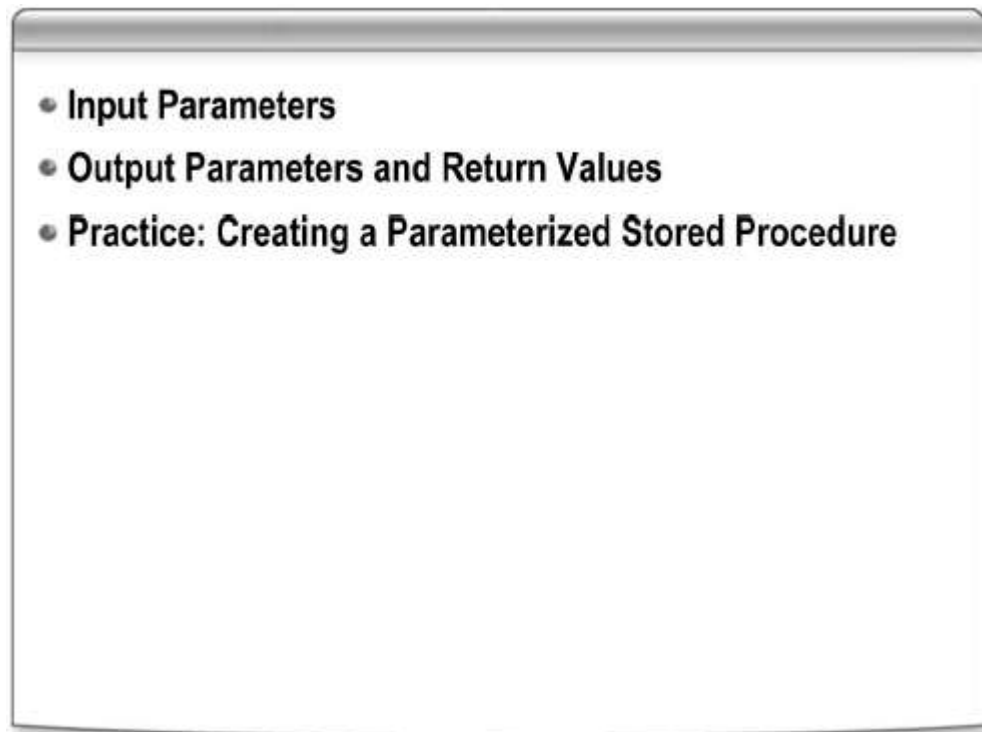 Input Parameters
Output Parameters and Return Values
Practice: Creating a Parameterized Stored Procedure